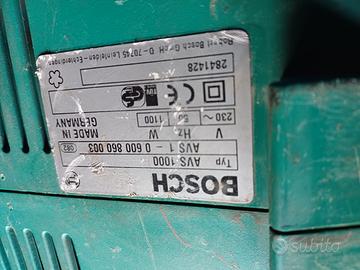 BOSCH
Typ
AVS 1000
AVS 1 - 0 600 860 003
082
V Hz W
230 ~ 50 1100
MADE IN
GERMANY
2841428
Robert Bosch GmbH D - 70745 Leinfelden - Echterdingen
subito